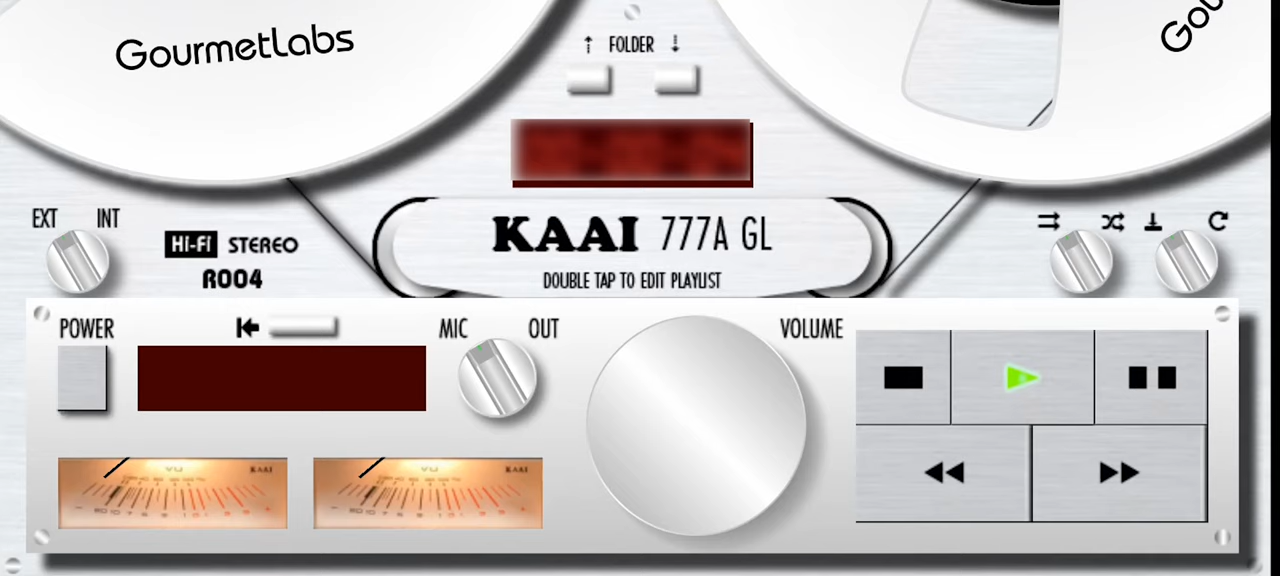 GourmetLabs
Gou
FOLDER
KAAI 777A GL
DOUBLE TAP TO EDIT PLAYLIST
EXT INT
Hi-Fi STEREO
R004
POWER
MIC OUT
VOLUME
VU KAAI
VU KAAI